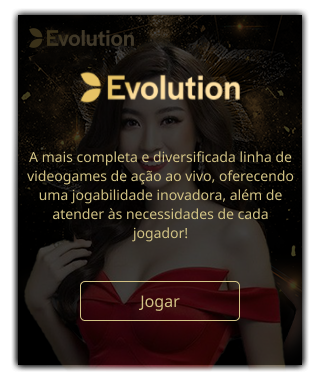 Evolution
Evolution
A mais completa e diversificada linha de
videogames de ação ao vivo, oferecendo
uma jogabilidade inovadora, além de
atender às necessidades de cada
jogador!
Jogar